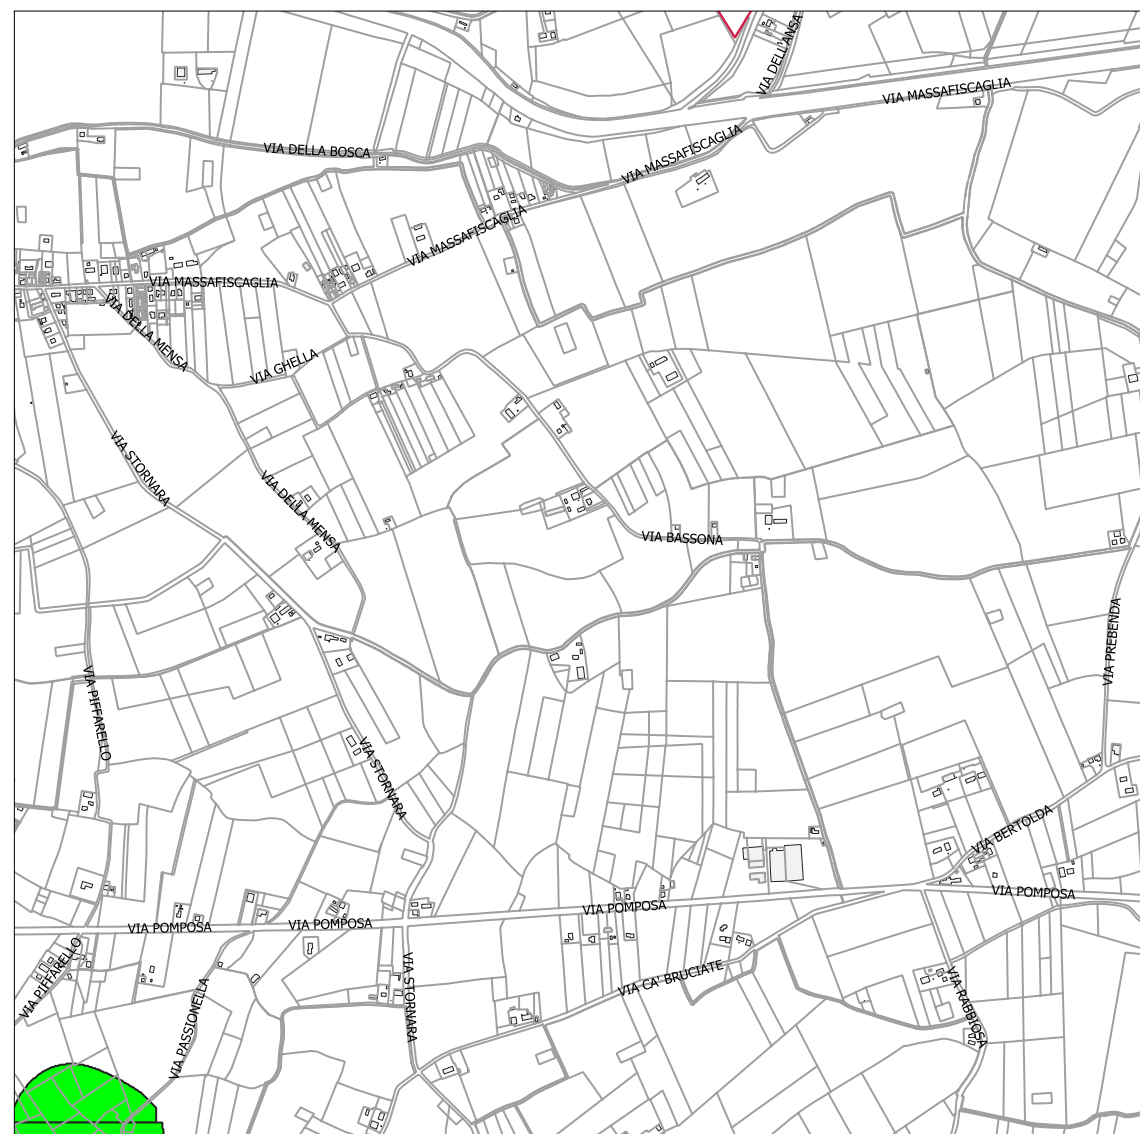 VIA DELL'ANSA
VIA MASSAFISCAGLIA
VIA MASSAFISCAGLIA
VIA DELLA BOSCA
VIA MASSAFISCAGLIA
VIA MASSAFISCAGLIA
VIA DELLA MENSA
VIA GHELLA
VIA STORNARA
VIA DELLA MENSA
VIA BASSONA
VIA PREBENDA
VIA PIFFARELLO
VIA STORNARA
VIA BERTOLDA
VIA POMPOSA
VIA POMPOSA
VIA POMPOSA
VIA POMPOSA
VIA PIFFARELLO
VIA CA' BRUCIATE
VIA STORNARA
VIA RABBIOSA
VIA PASSIONELLA